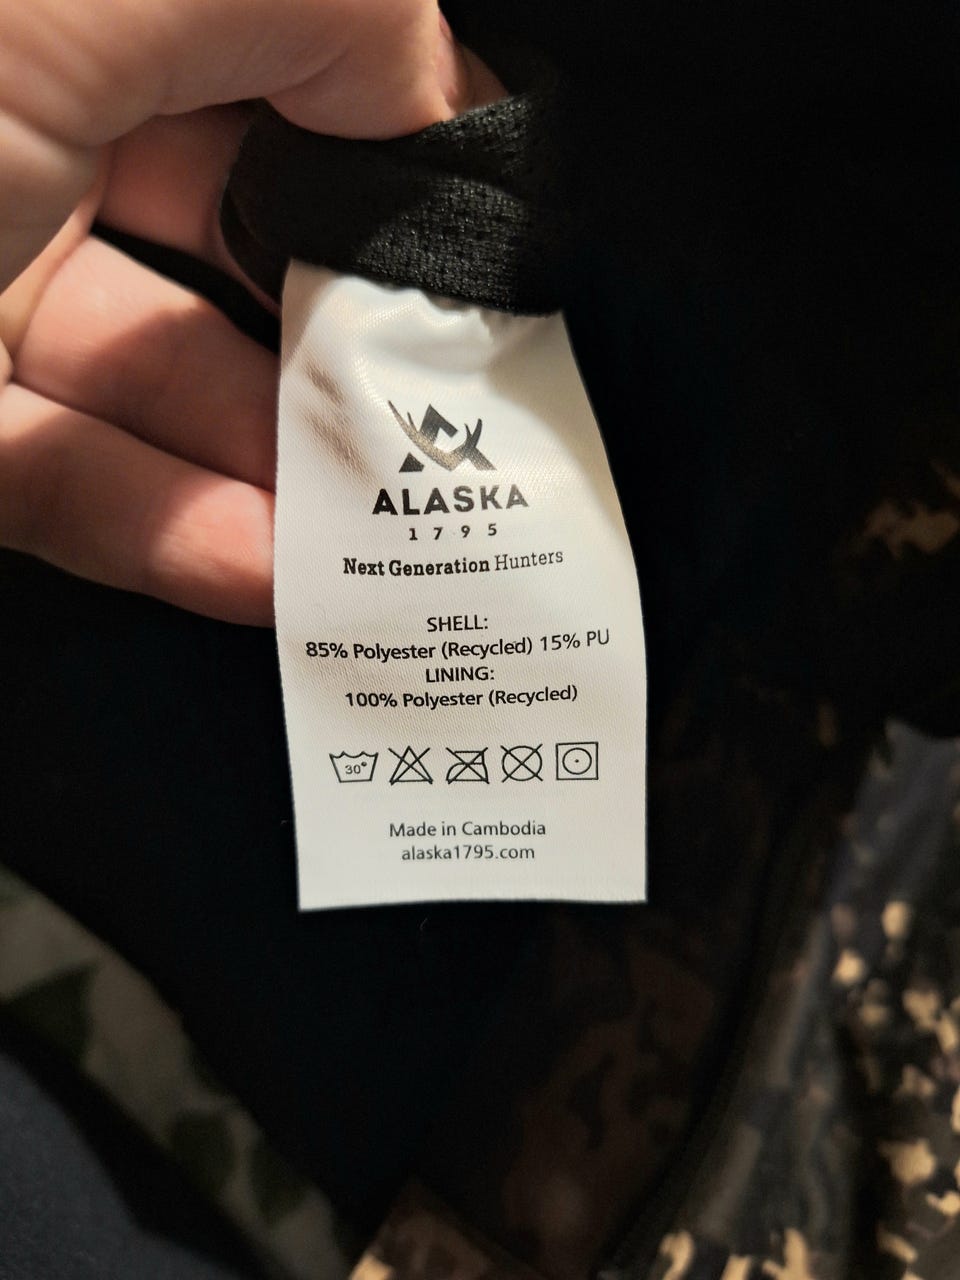 ALASKA
1795
Next Generation Hunters
SHELL:
85% Polyester (Recycled) 15% PU
LINING:
100% Polyester (Recycled)
30°
Made in Cambodia
alaska1795.com